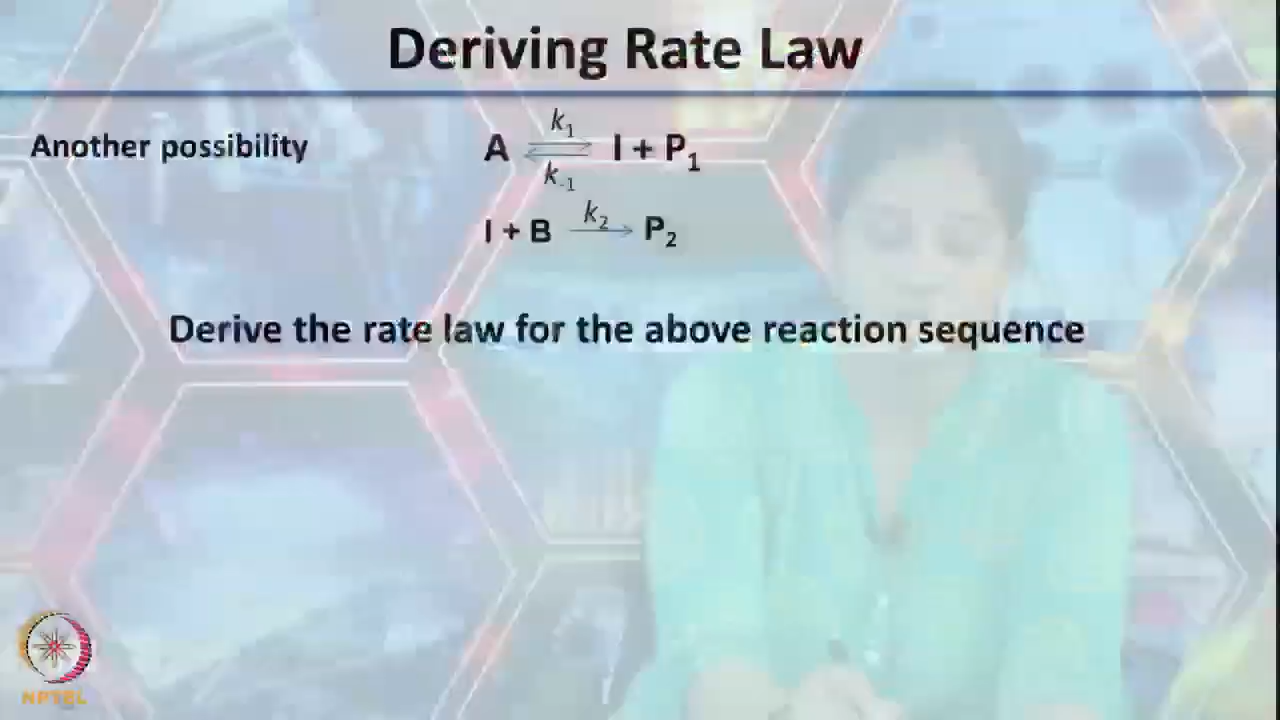 Deriving Rate Law
Another possibility
A k₁ ⇌ k₋₁ I + P₁
I + B k₂ → P₂
Derive the rate law for the above reaction sequence
NPTEL